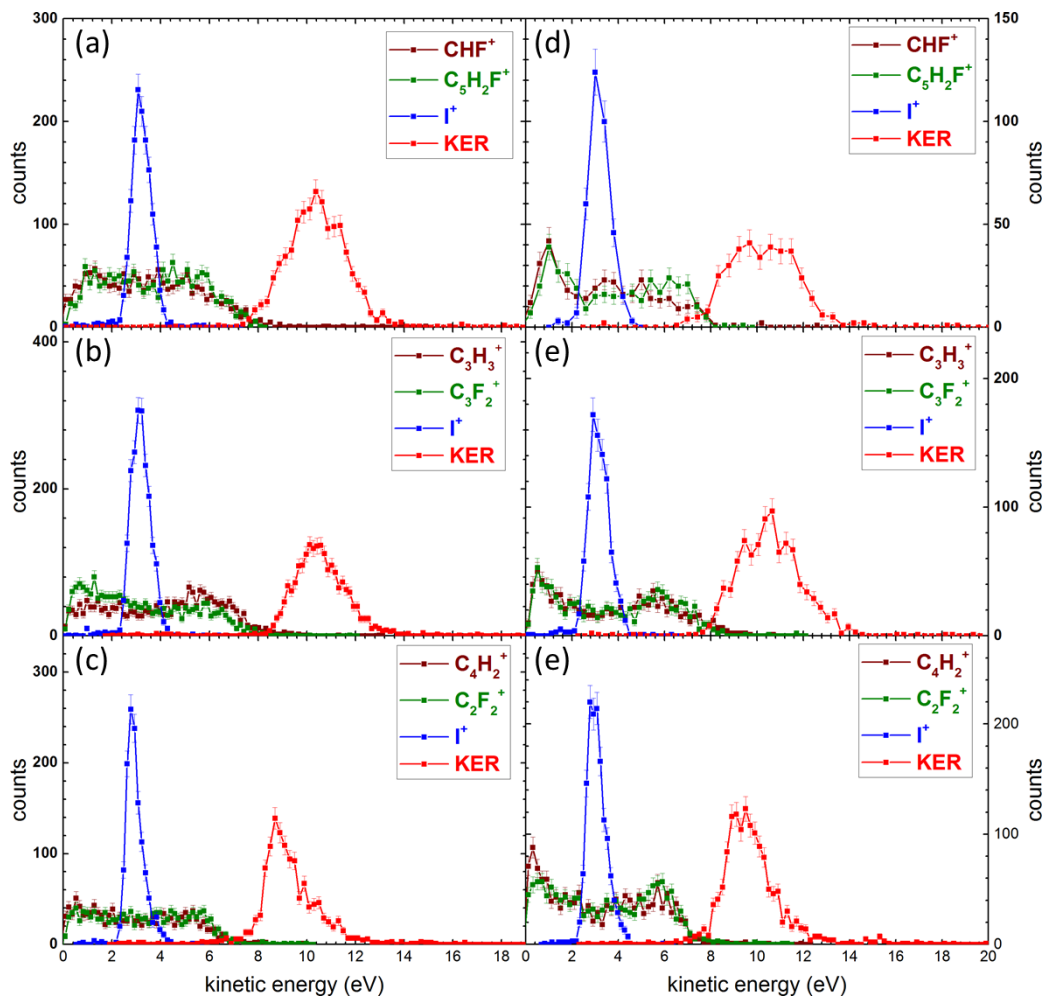 (a)
CHF⁺
C₅H₂F⁺
I⁺
KER
300
200
100
0
counts
(d)
CHF⁺
C₅H₂F⁺
I⁺
KER
150
100
50
0
counts
(b)
C₃H₃⁺
C₃F₂⁺
I⁺
KER
400
200
0
counts
(e)
C₃H₃⁺
C₃F₂⁺
I⁺
KER
200
100
0
counts
(c)
C₄H₂⁺
C₂F₂⁺
I⁺
KER
300
200
100
0
counts
0 2 4 6 8 10 12 14 16 18
kinetic energy (eV)
(e)
C₄H₂⁺
C₂F₂⁺
I⁺
KER
200
100
0
counts
0 2 4 6 8 10 12 14 16 18 20
kinetic energy (eV)